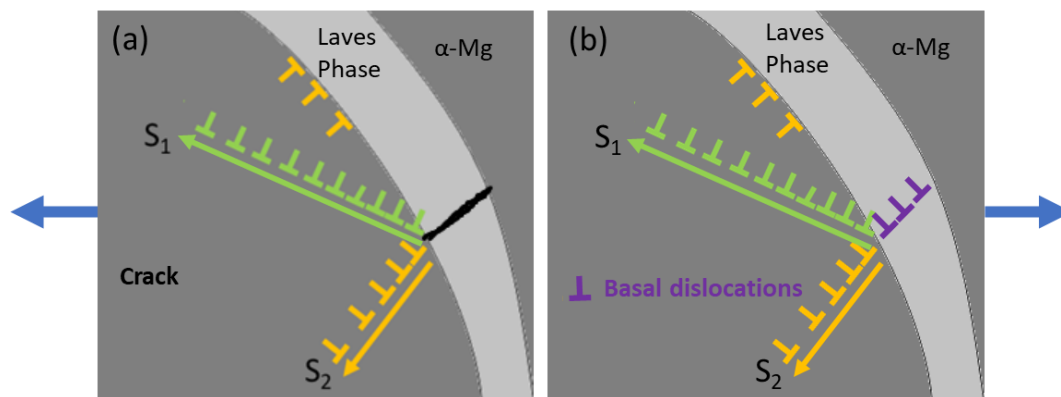 (a)
Laves
Phase
α-Mg
S₁
Crack
S₂
(b)
Laves
Phase
α-Mg
S₁
Basal dislocations
S₂